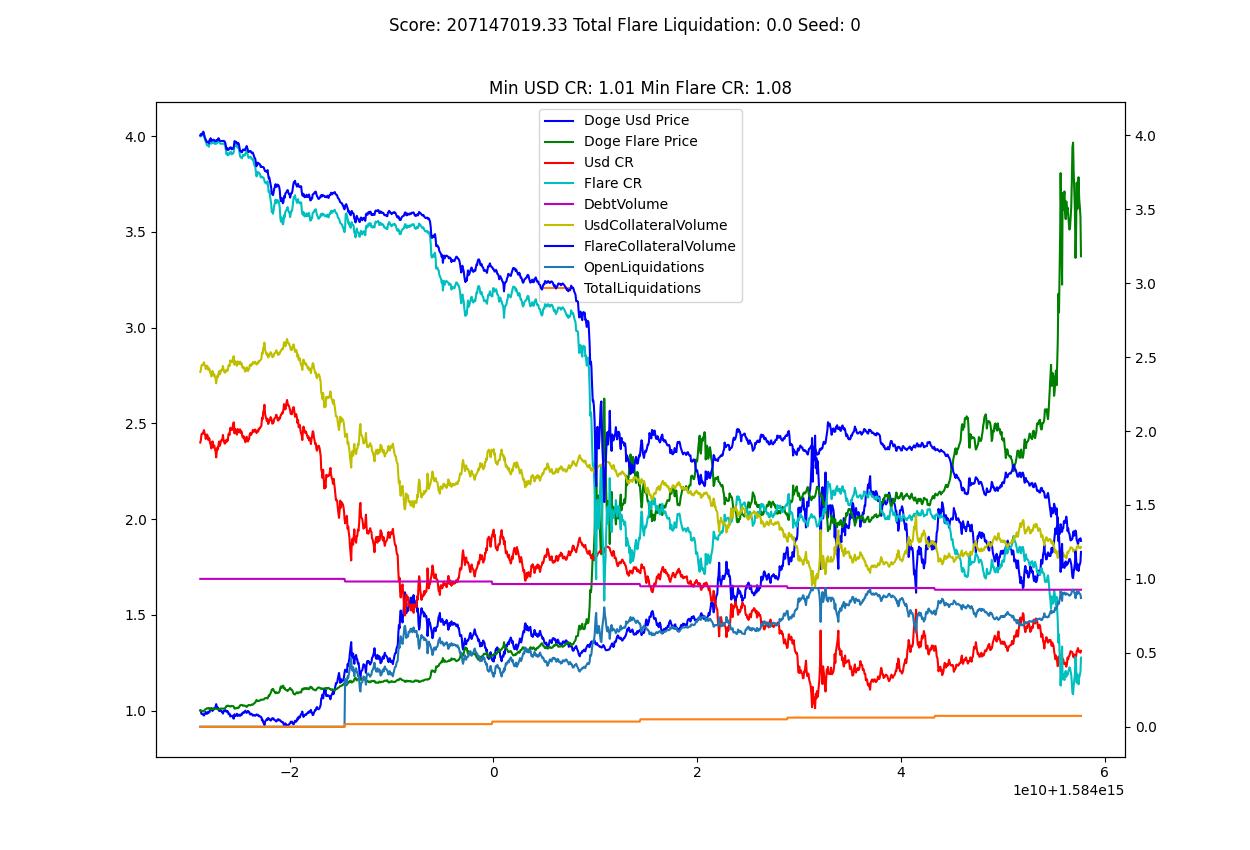 Score: 207147019.33 Total Flare Liquidation: 0.0 Seed: 0
Min USD CR: 1.01 Min Flare CR: 1.08
Doge Usd Price
Doge Flare Price
Usd CR
Flare CR
DebtVolume
UsdCollateralVolume
FlareCollateralVolume
OpenLiquidations
TotalLiquidations
4.0
3.5
3.0
2.5
2.0
1.5
1.0
4.0
3.5
3.0
2.5
2.0
1.5
1.0
0.5
0.0
−2 0 2 4 6
1e10+1.584e15